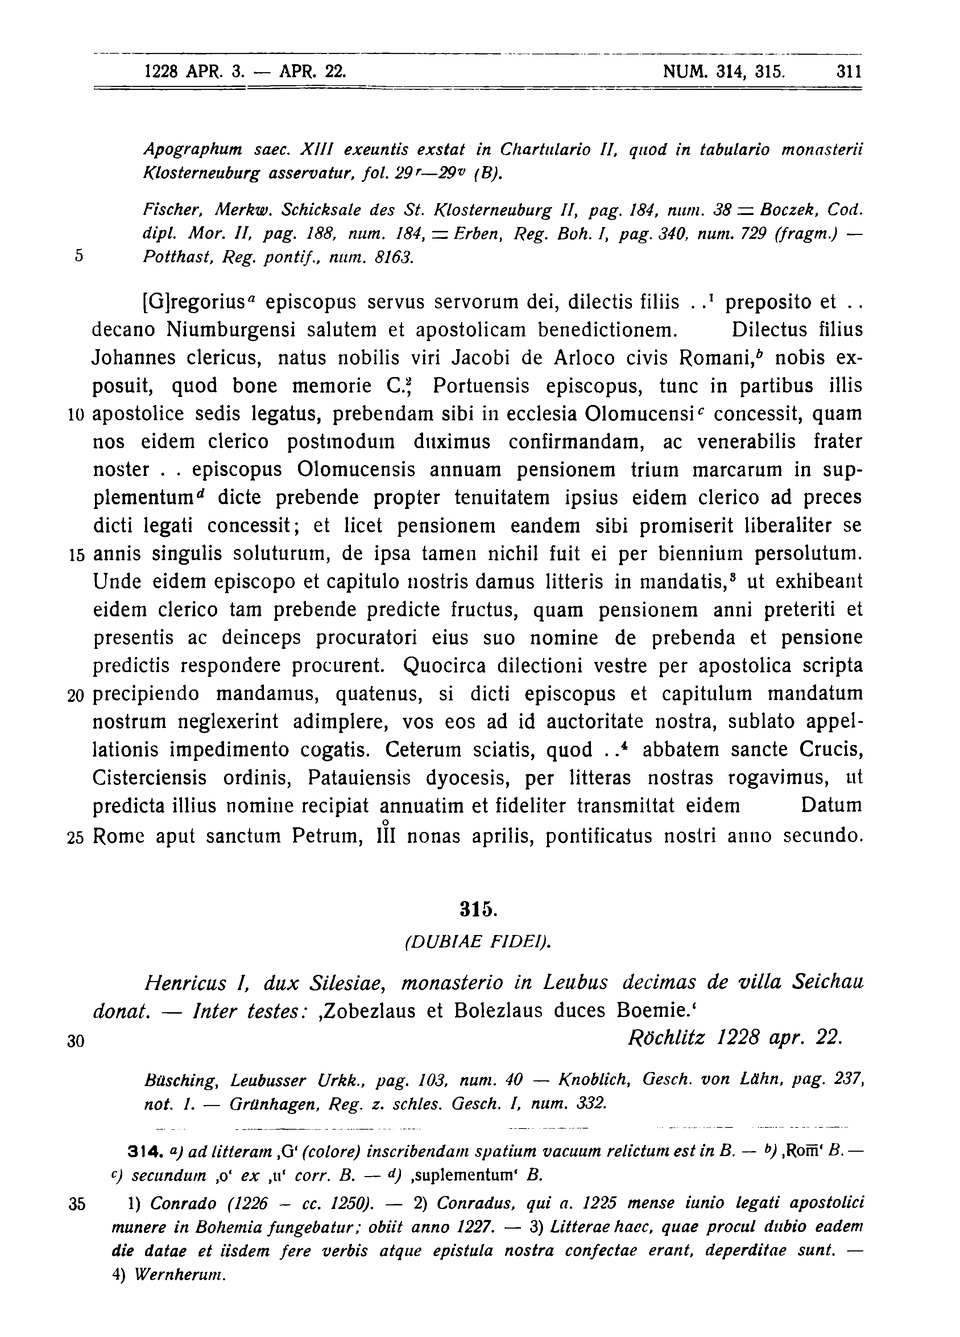 1228 APR. 3. — APR. 22. NUM. 314, 315. 311
Apographum saec. XIII exeuntis exstat in Chartulario II, quod in tabulario monasterii
Klosterneuburg asservatur, fol. 29r—29v (B).
Fischer, Merkw. Schicksale des St. Klosterneuburg II, pag. 184, num. 38 = Boczek, Cod.
dipl. Mor. II, pag. 188, num. 184, = Erben, Reg. Boh. I, pag. 340, num. 729 (fragm.) —
5 Potthast, Reg. pontif., num. 8163.
[G]regorius a episcopus servus servorum dei, dilectis filiis . .¹ preposito et . .
decano Niumburgensi salutem et apostolicam benedictionem. Dilectus filius
Johannes clericus, natus nobilis viri Jacobi de Arloco civis Romani,b nobis ex-
posuit, quod bone memorie C.,² Portuensis episcopus, tunc in partibus illis
10 apostolice sedis legatus, prebendam sibi in ecclesia Olomucensi c concessit, quam
nos eidem clerico postmodum duximus confirmandam, ac venerabilis frater
noster . . episcopus Olomucensis annuam pensionem trium marcarum in sup-
plementum d dicte prebende propter tenuitatem ipsius eidem clerico ad preces
dicti legati concessit; et licet pensionem eandem sibi promiserit liberaliter se
15 annis singulis soluturum, de ipsa tamen nichil fuit ei per biennium persolutum.
Unde eidem episcopo et capitulo nostris damus litteris in mandatis,³ ut exhibeant
eidem clerico tam prebende predicte fructus, quam pensionem anni preteriti et
presentis ac deinceps procuratori eius suo nomine de prebenda et pensione
predictis respondere procurent. Quocirca dilectioni vestre per apostolica scripta
20 precipiendo mandamus, quatenus, si dicti episcopus et capitulum mandatum
nostrum neglexerint adimplere, vos eos ad id auctoritate nostra, sublato appel-
lationis impedimento cogatis. Ceterum sciatis, quod . .⁴ abbatem sancte Crucis,
Cisterciensis ordinis, Patauiensis dyocesis, per litteras nostras rogavimus, ut
predicta illius nomine recipiat annuatim et fideliter transmittat eidem Datum
25 Rome aput sanctum Petrum, III̊ nonas aprilis, pontificatus nostri anno secundo.
315.
(DUBIAE FIDEI).
Henricus I, dux Silesiae, monasterio in Leubus decimas de villa Seichau
donat. — Inter testes: ‚Zobezlaus et Bolezlaus duces Boemie.‘
30 Röchlitz 1228 apr. 22.
Büsching, Leubusser Urkk., pag. 103, num. 40 — Knoblich, Gesch. von Lähn, pag. 237,
not. 1. — Grünhagen, Reg. z. schles. Gesch. I, num. 332.
314. a) ad litteram ‚G‘ (colore) inscribendam spatium vacuum relictum est in B. — b) ‚Rom̅‘ B. —
c) secundum ‚o‘ ex ‚u‘ corr. B. — d) ‚suplementum‘ B.
35 1) Conrado (1226 – cc. 1250). — 2) Conradus, qui a. 1225 mense iunio legati apostolici
munere in Bohemia fungebatur; obiit anno 1227. — 3) Litterae haec, quae procul dubio eadem
die datae et iisdem fere verbis atque epistula nostra confectae erant, deperditae sunt. —
4) Wernherum.